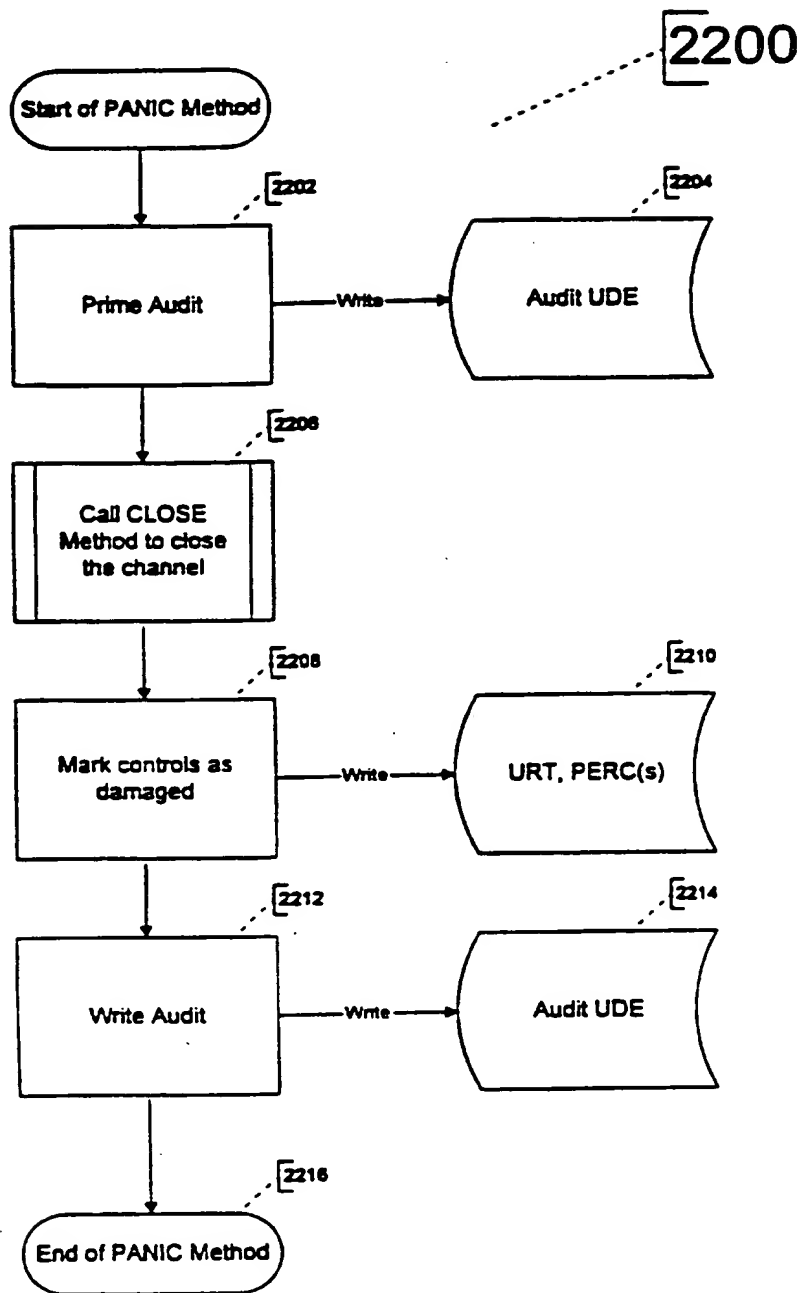 2200
Start of PANIC Method
2202
2204
Prime Audit
Write
Audit UDE
2206
Call CLOSE
Method to close
the channel
2208
2210
Mark controls as
damaged
Write
URT, PERC(s)
2212
2214
Write Audit
Write
Audit UDE
2216
End of PANIC Method